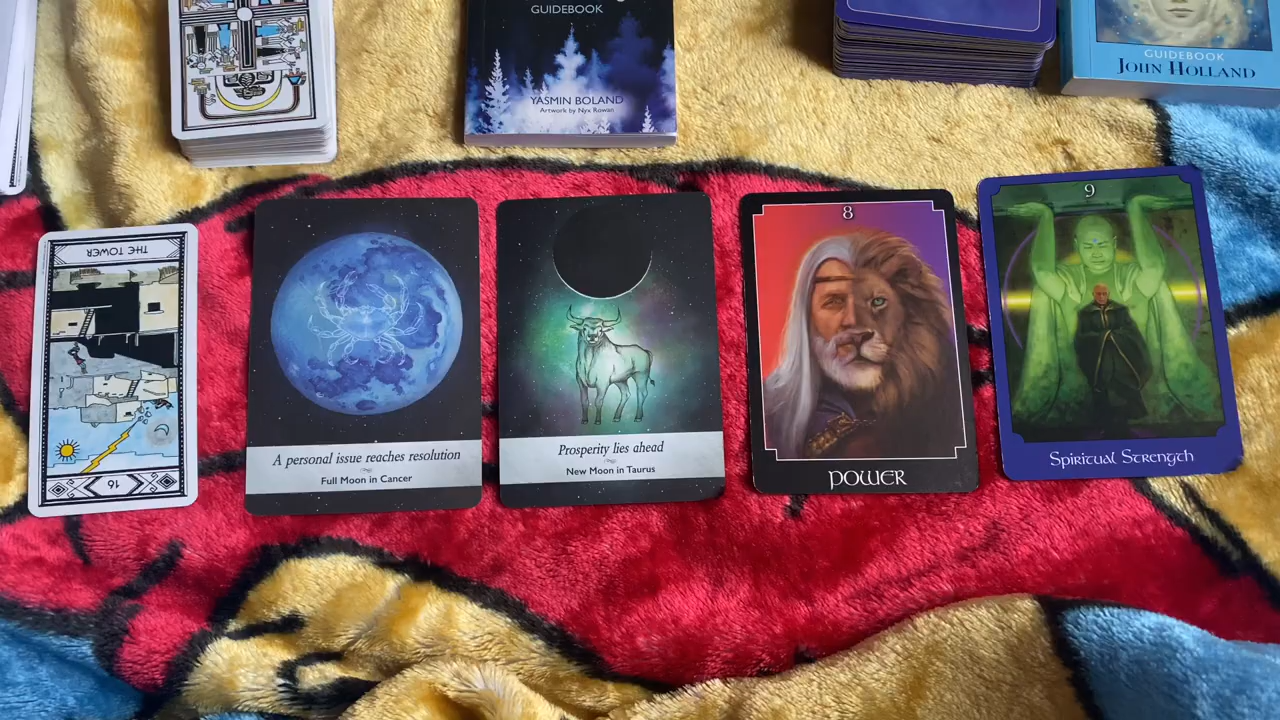 GUIDEBOOK
YASMIN BOLAND
Artwork by Nyx Rowan
GUIDEBOOK
JOHN HOLLAND
THE TOWER
16
A personal issue reaches resolution
Full Moon in Cancer
Prosperity lies ahead
New Moon in Taurus
8
POWER
9
Spiritual Strength